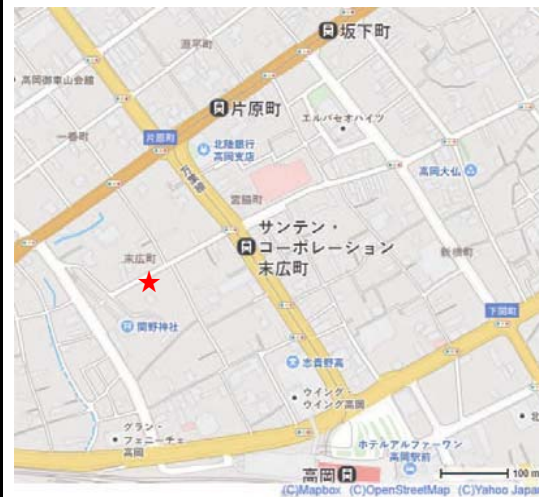 坂下町
源平町
高岡御車山会館
片原町
エルパセオハイツ
一番町
片原町
北陸銀行
高岡支店
高岡大仏
宮脇町
サンテン・
コーポレーション
末広町
末広町
新横町
関野神社
下関町
志貴野高
ウイング・
ウイング高岡
グラン・
フェニーチェ
高岡
北
ホテルアルファーワン
高岡駅前
高岡
100 m
(C)Mapbox (C)OpenStreetMap (C)Yahoo Japan